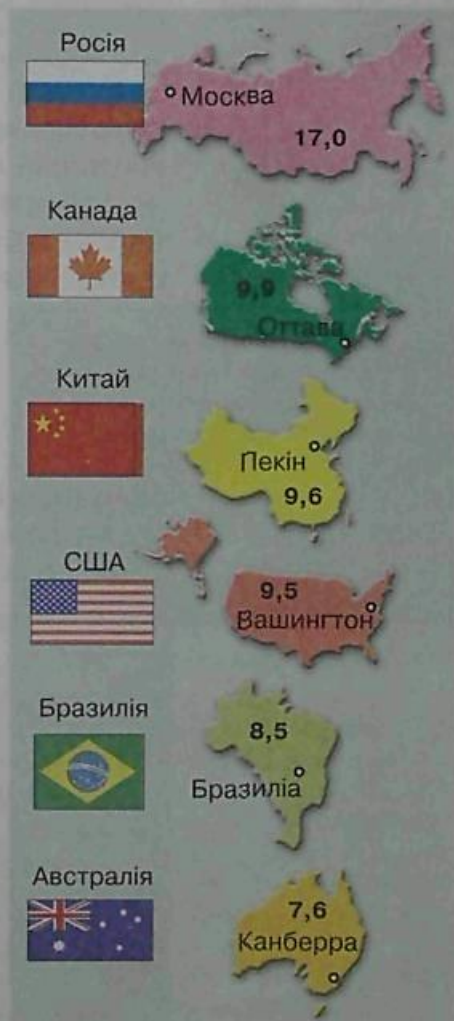 Росія
Москва
17,0
Канада
9,9
Оттава
Китай
Пекін
9,6
США
9,5
Вашингтон
Бразилія
8,5
Бразиліа
Австралія
7,6
Канберра